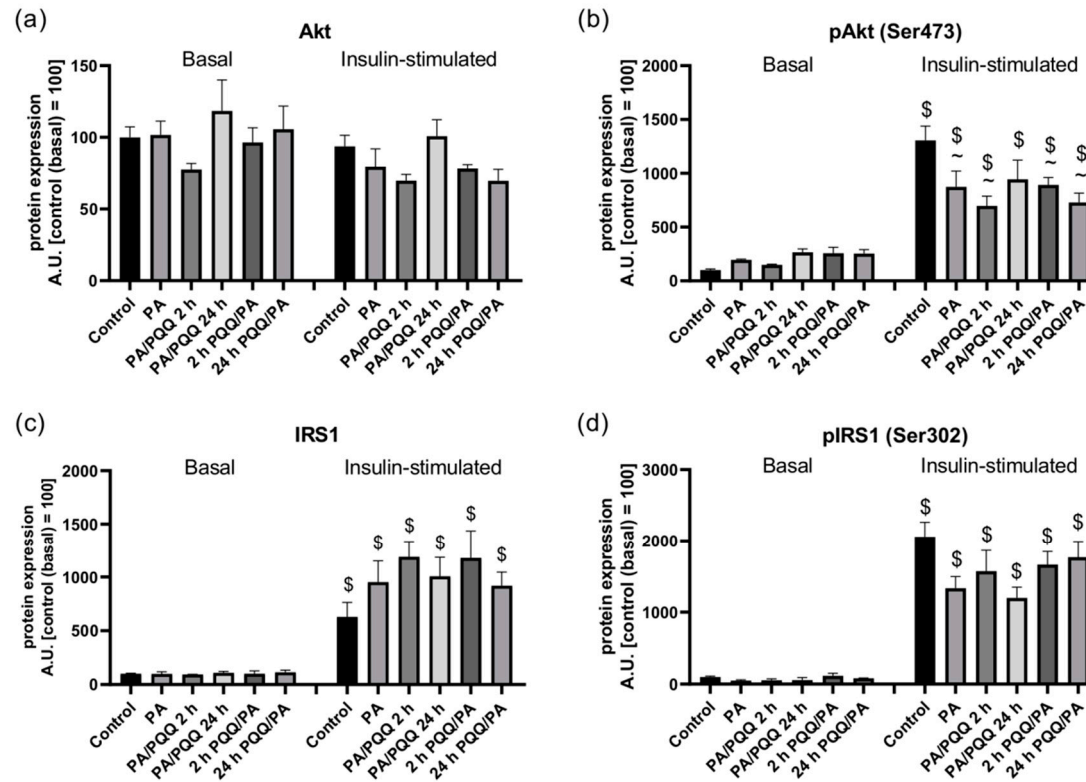 (a)
Akt
Basal
Insulin-stimulated
protein expression
A.U. [control (basal) = 100]
150
100
50
0
Control
PA
PA/PQQ 2 h
PA/PQQ 24 h
2 h PQQ/PA
24 h PQQ/PA
Control
PA
PA/PQQ 2 h
PA/PQQ 24 h
2 h PQQ/PA
24 h PQQ/PA
(b)
pAkt (Ser473)
Basal
Insulin-stimulated
protein expression
A.U. [control (basal) = 100]
2000
1500
1000
500
0
$
$
~
$
~
$
$
~
$
~
Control
PA
PA/PQQ 2 h
PA/PQQ 24 h
2 h PQQ/PA
24 h PQQ/PA
Control
PA
PA/PQQ 2 h
PA/PQQ 24 h
2 h PQQ/PA
24 h PQQ/PA
(c)
IRS1
Basal
Insulin-stimulated
protein expression
A.U. [control (basal) = 100]
2000
1500
1000
500
0
$
$
$
$
$
$
Control
PA
PA/PQQ 2 h
PA/PQQ 24 h
2 h PQQ/PA
24 h PQQ/PA
Control
PA
PA/PQQ 2 h
PA/PQQ 24 h
2 h PQQ/PA
24 h PQQ/PA
(d)
pIRS1 (Ser302)
Basal
Insulin-stimulated
protein expression
A.U. [control (basal) = 100]
3000
2000
1000
0
$
$
$
$
$
$
Control
PA
PA/PQQ 2 h
PA/PQQ 24 h
2 h PQQ/PA
24 h PQQ/PA
Control
PA
PA/PQQ 2 h
PA/PQQ 24 h
2 h PQQ/PA
24 h PQQ/PA